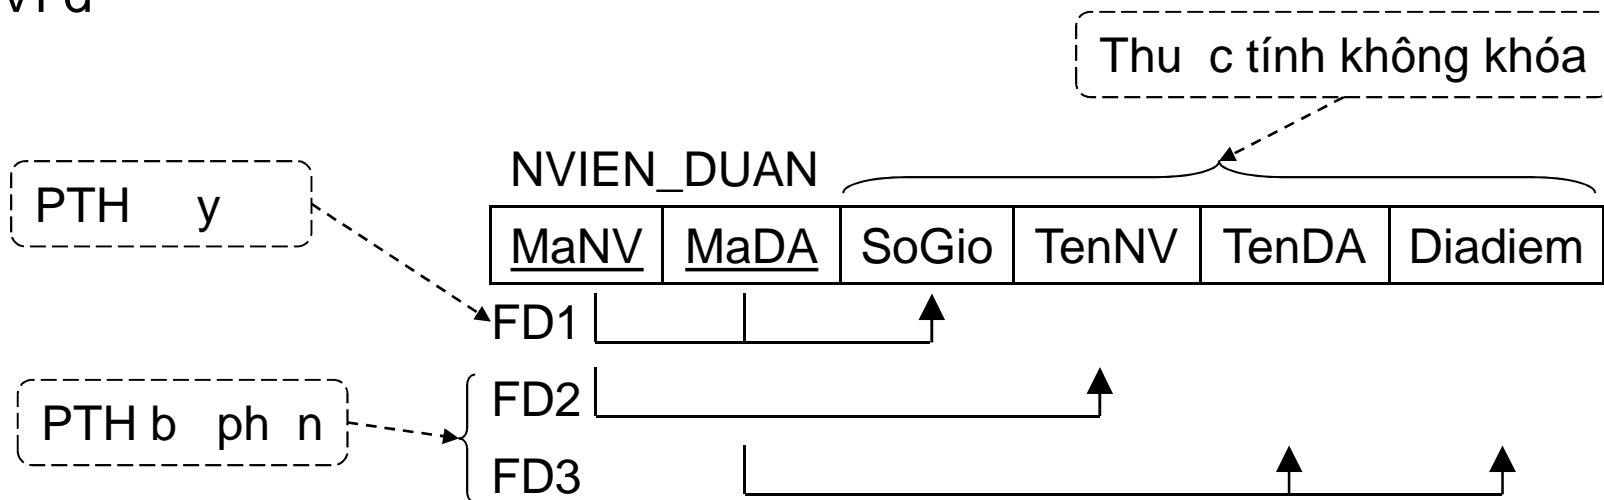 Thu c tính không khóa
NVIEN_DUAN
PTH y
MaNV MaDA SoGio TenNV TenDA Diadiem
FD1
FD2
PTH b ph n
FD3